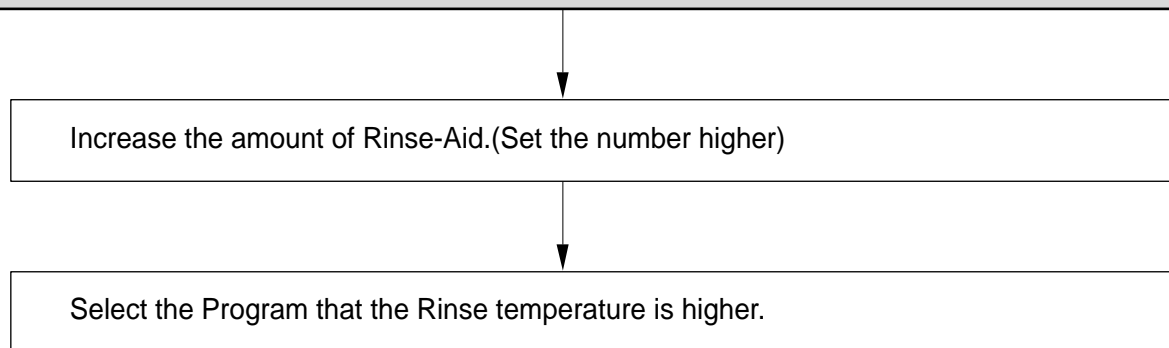 Increase the amount of Rinse-Aid.(Set the number higher)
Select the Program that the Rinse temperature is higher.